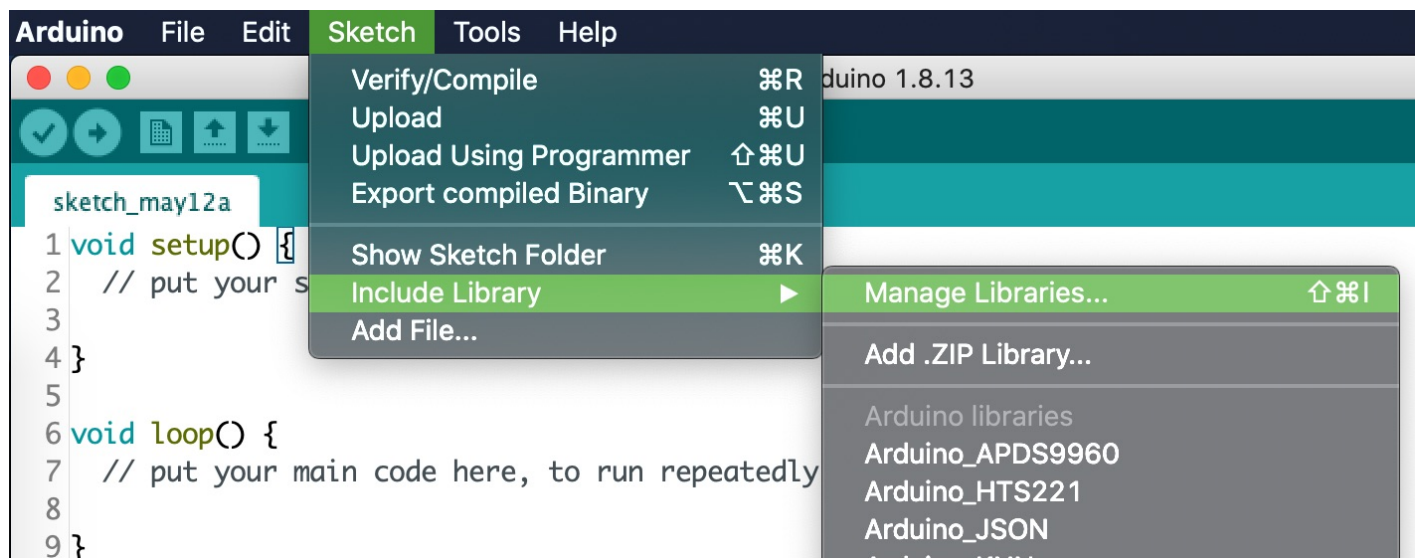 Arduino File Edit Sketch Tools Help
duino 1.8.13
Verify/Compile ⌘R
Upload ⌘U
Upload Using Programmer ⇧⌘U
Export compiled Binary ⌥⌘S
Show Sketch Folder ⌘K
Include Library ▶
Add File...
Manage Libraries... ⇧⌘I
Add .ZIP Library...
Arduino libraries
Arduino_APDS9960
Arduino_HTS221
Arduino_JSON
sketch_may12a
1 void setup() {
2 // put your s
3
4 }
5
6 void loop() {
7 // put your main code here, to run repeatedly
8
9 }